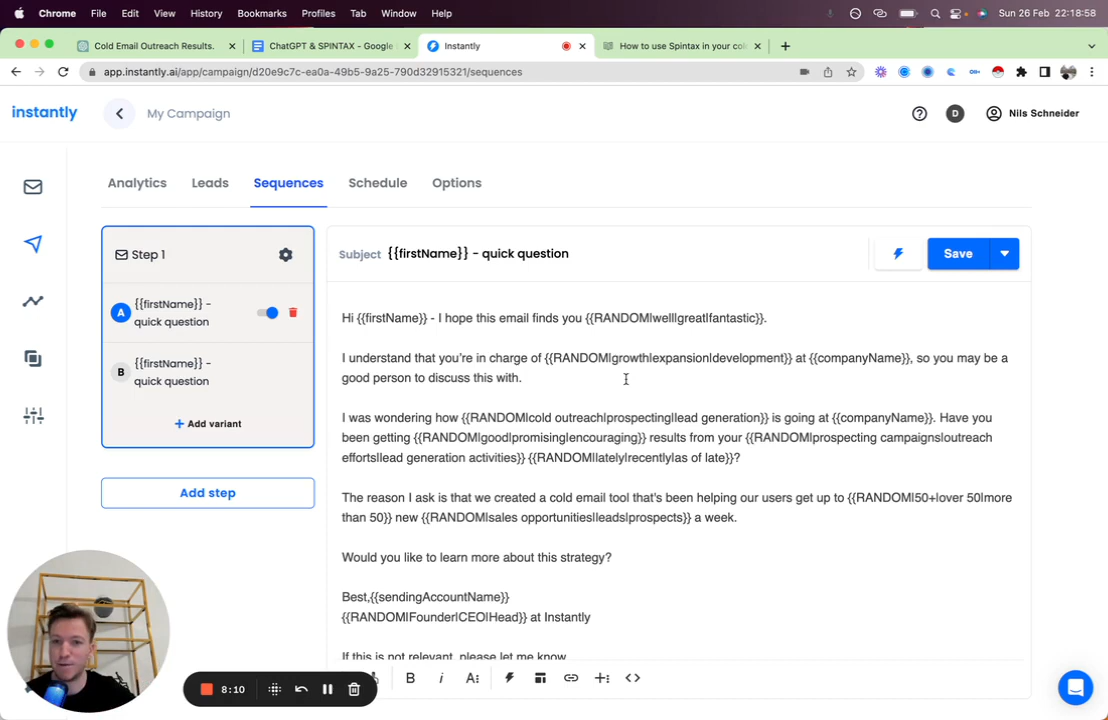 Chrome File Edit View History Bookmarks Profiles Tab Window Help Sun 26 Feb 22:18:58
Cold Email Outreach Results. ChatGPT & SPINTAX - Google Instantly How to use Spintax in your col
app.instantly.ai/app/campaign/d20e9c7c-ea0a-49b5-9a25-790d32915321/sequences
instantly My Campaign D Nils Schneider
Analytics Leads Sequences Schedule Options
Step 1
A {{firstName}} -
quick question
B {{firstName}} -
quick question
+ Add variant
Add step
Subject {{firstName}} - quick question Save
Hi {{firstName}} - I hope this email finds you {{RANDOM|well|great|fantastic}}.
I understand that you're in charge of {{RANDOM|growth|expansion|development}} at {{companyName}}, so you may be a
good person to discuss this with.
I was wondering how {{RANDOM|cold outreach|prospecting|lead generation}} is going at {{companyName}}. Have you
been getting {{RANDOM|good|promising|encouraging}} results from your {{RANDOM|prospecting campaigns|outreach
efforts|lead generation activities}} {{RANDOM|lately|recently|as of late}}?
The reason I ask is that we created a cold email tool that's been helping our users get up to {{RANDOM|50+|over 50|more
than 50}} new {{RANDOM|sales opportunities|leads|prospects}} a week.
Would you like to learn more about this strategy?
Best,{{sendingAccountName}}
{{RANDOM|Founder|CEO|Head}} at Instantly
If this is not relevant, please let me know
8:10
B i A